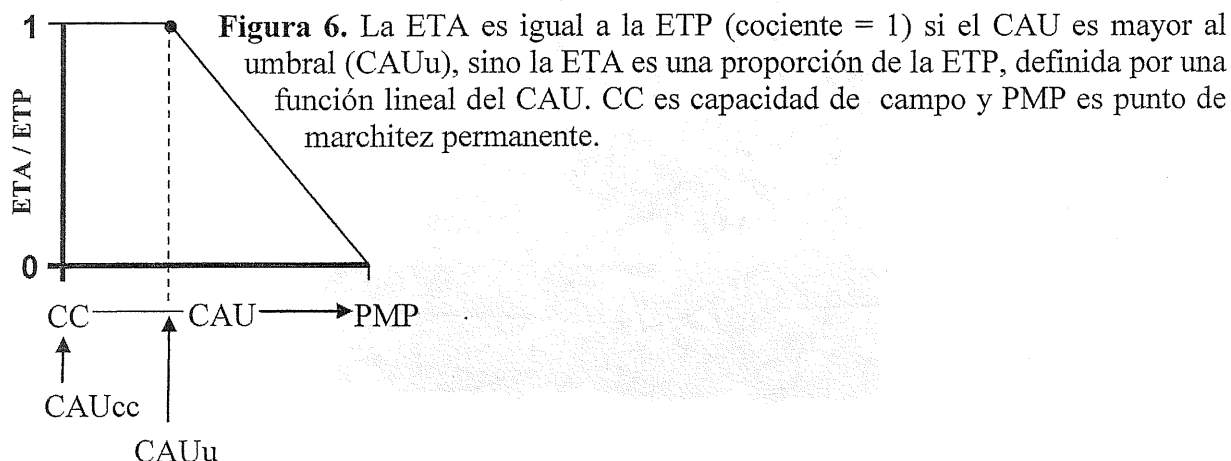 1
Figura 6. La ETA es igual a la ETP (cociente = 1) si el CAU es mayor al
umbral (CAUu), sino la ETA es una proporción de la ETP, definida por una
función lineal del CAU. CC es capacidad de campo y PMP es punto de
marchitez permanente.
ETA / ETP
0
CC CAU PMP
CAUcc
CAUu